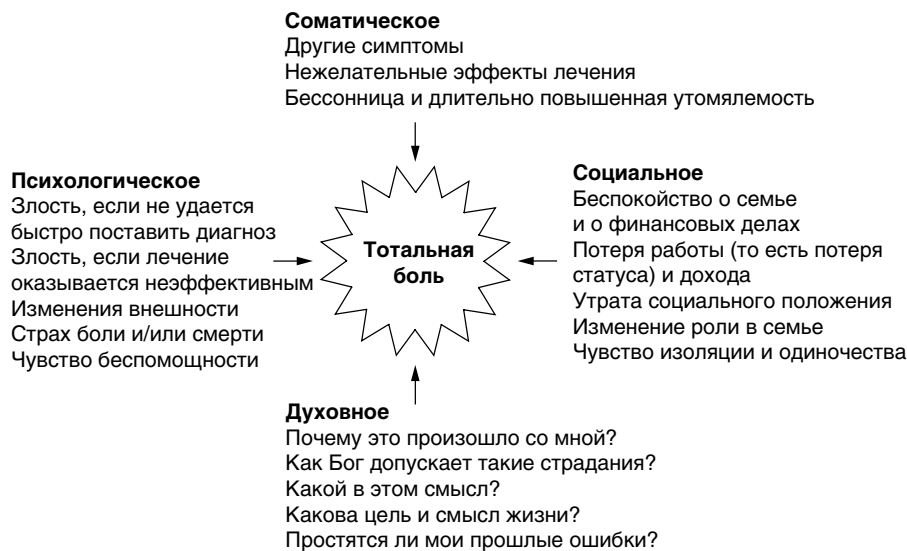 Соматическое
Другие симптомы
Нежелательные эффекты лечения
Бессонница и длительно повышенная утомялемость
Психологическое
Злость, если не удается
быстро поставить диагноз
Злость, если лечение
оказывается неэффективным
Изменения внешности
Страх боли и/или смерти
Чувство беспомощности
Тотальная
боль
Социальное
Беспокойство о семье
и о финансовых делах
Потеря работы (то есть потеря
статуса) и дохода
Утрата социального положения
Изменение роли в семье
Чувство изоляции и одиночества
Духовное
Почему это произошло со мной?
Как Бог допускает такие страдания?
Какой в этом смысл?
Какова цель и смысл жизни?
Простятся ли мои прошлые ошибки?